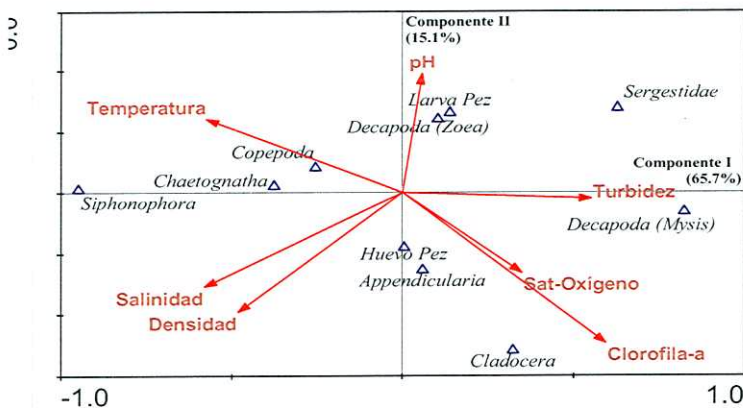 Componente II
(15.1%)
pH
Temperatura
Larva Pez
Sergestidae
Decapoda (Zoea)
Copepoda
Componente I
(65.7%)
Chaetognatha
Turbidez
Siphonophora
Decapoda (Mysis)
Huevo Pez
Appendicularia
Sat-Oxígeno
Salinidad
Densidad
Cladocera
Clorofila-a
-1.0
1.0